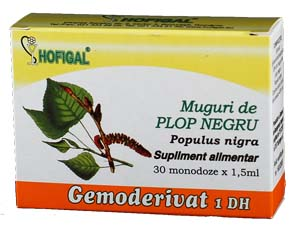 HOFIGAL®
Muguri de
PLOP NEGRU
Populus nigra
Supliment alimentar
30 monodoze x 1,5ml
Gemoderivat 1 DH